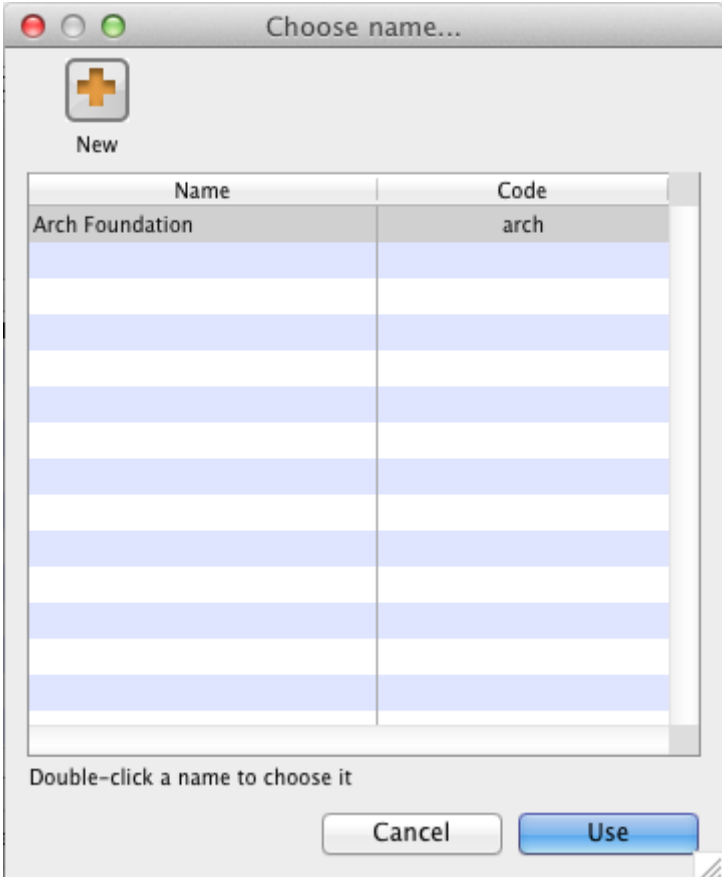 Choose name...
New
Name Code
Arch Foundation arch
Double-click a name to choose it
Cancel Use